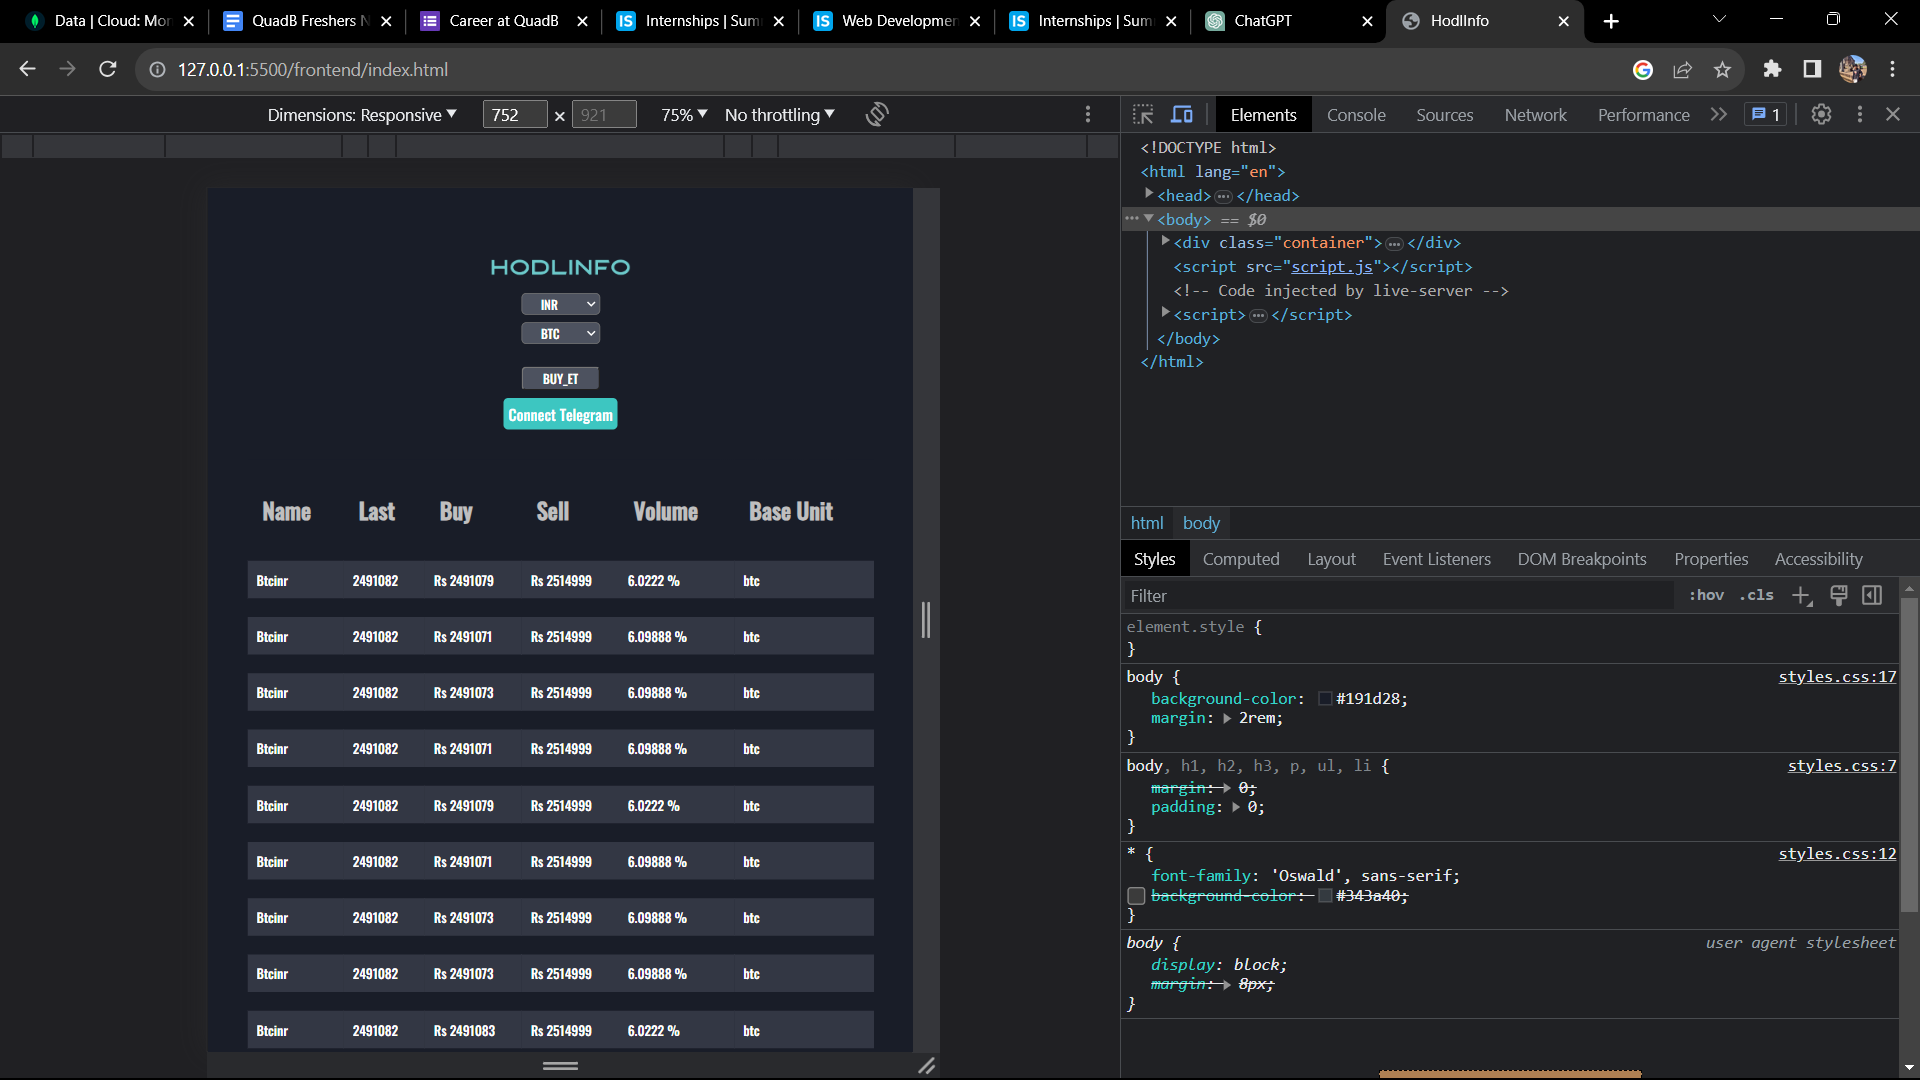 Data | Cloud: Mon
QuadB Freshers N
Career at QuadB
Internships | Sum
Web Developmen
Internships | Sum
ChatGPT
HodlInfo
127.0.0.1:5500/frontend/index.html
Dimensions: Responsive 752 × 921 75% No throttling
Elements Console Sources Network Performance 1
<!DOCTYPE html>
<html lang="en">
<head> </head>
<body> == $0
<div class="container"> </div>
<script src="script.js"></script>
<!-- Code injected by live-server -->
<script> </script>
</body>
</html>
HODLINFO
INR
BTC
BUY_ET
Connect Telegram
Name Last Buy Sell Volume Base Unit
Btcinr 2491082 Rs 2491079 Rs 2514999 6.0222 % btc
Btcinr 2491082 Rs 2491071 Rs 2514999 6.09888 % btc
Btcinr 2491082 Rs 2491073 Rs 2514999 6.09888 % btc
Btcinr 2491082 Rs 2491071 Rs 2514999 6.09888 % btc
Btcinr 2491082 Rs 2491079 Rs 2514999 6.0222 % btc
Btcinr 2491082 Rs 2491071 Rs 2514999 6.09888 % btc
Btcinr 2491082 Rs 2491073 Rs 2514999 6.09888 % btc
Btcinr 2491082 Rs 2491073 Rs 2514999 6.09888 % btc
Btcinr 2491082 Rs 2491083 Rs 2514999 6.0222 % btc
html body
Styles Computed Layout Event Listeners DOM Breakpoints Properties Accessibility
Filter :hov .cls
element.style {
}
body { styles.css:17
background-color: #191d28;
margin: 2rem;
}
body, h1, h2, h3, p, ul, li { styles.css:7
margin: 0;
padding: 0;
}
* { styles.css:12
font-family: 'Oswald', sans-serif;
background-color: #343a40;
}
body { user agent stylesheet
display: block;
margin: 8px;
}